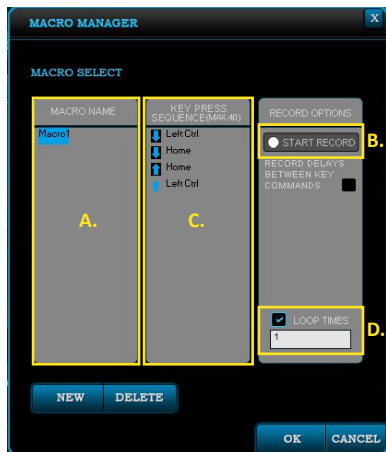 MACRO MANAGER
X
MACRO SELECT
MACRO NAME
Macro1
A.
KEY PRESS
SEQUENCE(MAX.40)
Left Ctrl
Home
Home
Left Ctrl
C.
RECORD OPTIONS
START RECORD
B.
RECORD DELAYS
BETWEEN KEY
COMMANDS
LOOP TIMES
1
D.
NEW
DELETE
OK
CANCEL